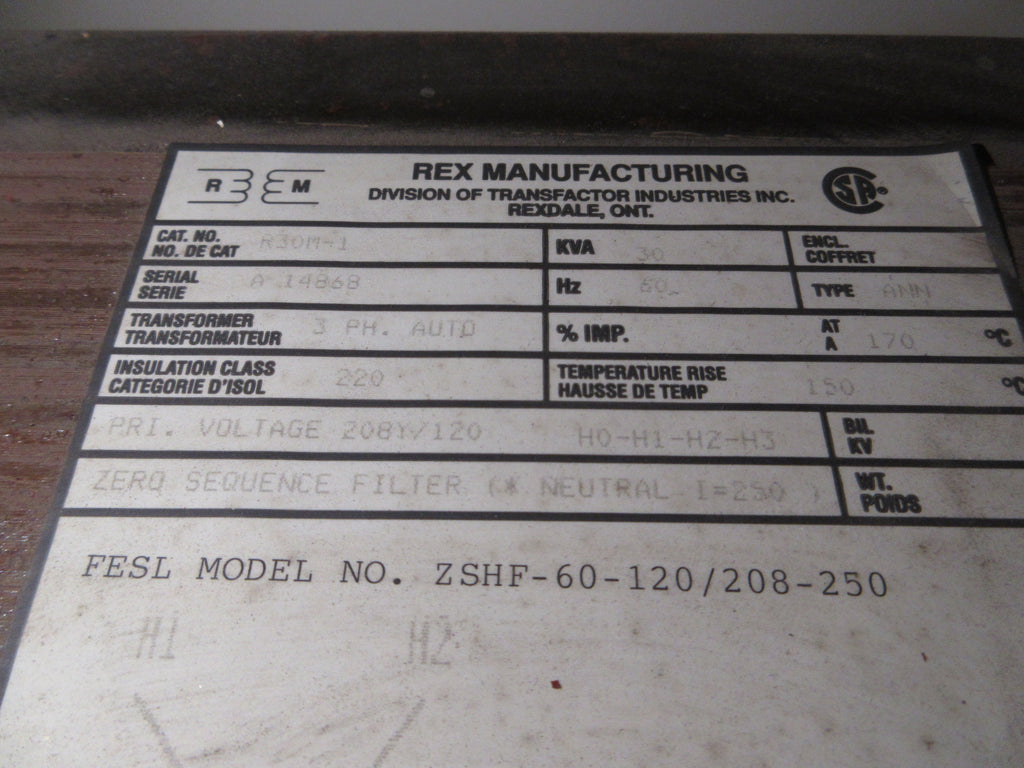 R M
REX MANUFACTURING
DIVISION OF TRANSFACTOR INDUSTRIES INC.
REXDALE, ONT.
SA®
CAT. NO.
NO. DE CAT R30M-1
KVA 30
ENCL.
COFFRET
SERIAL
SERIE A 14868
Hz 60
TYPE ANN
TRANSFORMER
TRANSFORMATEUR 3 PH. AUTO
% IMP.
AT
A 170 °C
INSULATION CLASS
CATEGORIE D'ISOL 220
TEMPERATURE RISE
HAUSSE DE TEMP 150 °C
PRI. VOLTAGE 208Y/120 H0-H1-H2-H3
BIL
KV
ZERO SEQUENCE FILTER (* NEUTRAL I=250 )
WT.
POIDS
FESL MODEL NO. ZSHF-60-120/208-250
H1 H2